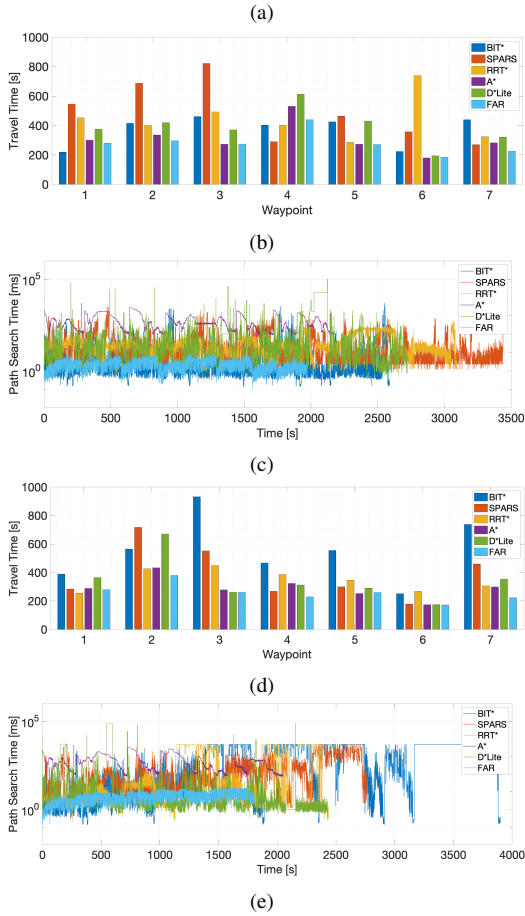 (a)
Travel Time [s]
1000
800
600
400
200
0
BIT*
SPARS
RRT*
A*
D*Lite
FAR
1 2 3 4 5 6 7
Waypoint
(b)
Path Search Time [ms]
10^5
10^0
BIT*
SPARS
RRT*
A*
D*Lite
FAR
0 500 1000 1500 2000 2500 3000 3500
Time [s]
(c)
Travel Time [s]
1000
800
600
400
200
0
BIT*
SPARS
RRT*
A*
D*Lite
FAR
1 2 3 4 5 6 7
Waypoint
(d)
Path Search Time [ms]
10^5
10^0
BIT*
SPARS
RRT*
A*
D*Lite
FAR
0 500 1000 1500 2000 2500 3000 3500 4000
Time [s]
(e)